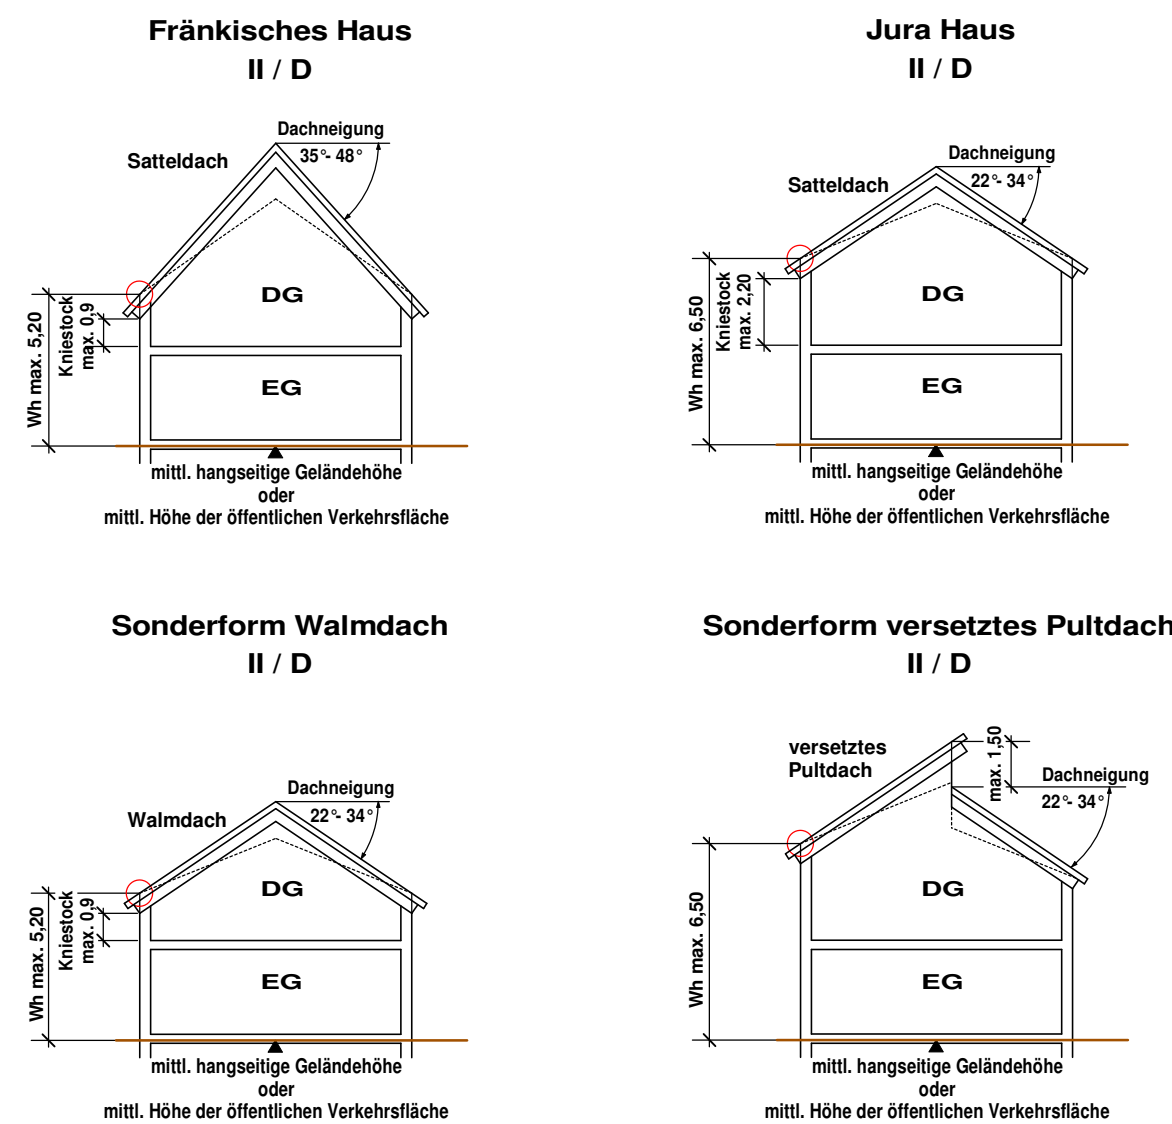 Fränkisches Haus
II / D
Dachneigung
35°- 48°
Satteldach
DG
EG
Wh max. 5,20
Kniestock
max. 0,9
mittl. hangseitige Geländehöhe
oder
mittl. Höhe der öffentlichen Verkehrsfläche
Jura Haus
II / D
Dachneigung
22°- 34°
Satteldach
DG
EG
Wh max. 6,50
Kniestock
max. 2,20
mittl. hangseitige Geländehöhe
oder
mittl. Höhe der öffentlichen Verkehrsfläche
Sonderform Walmdach
II / D
Dachneigung
22°- 34°
Walmdach
DG
EG
Wh max. 5,20
Kniestock
max. 0,9
mittl. hangseitige Geländehöhe
oder
mittl. Höhe der öffentlichen Verkehrsfläche
Sonderform versetztes Pultdach
II / D
versetztes
Pultdach
max. 1,50
Dachneigung
22°- 34°
DG
EG
Wh max. 6,50
mittl. hangseitige Geländehöhe
oder
mittl. Höhe der öffentlichen Verkehrsfläche